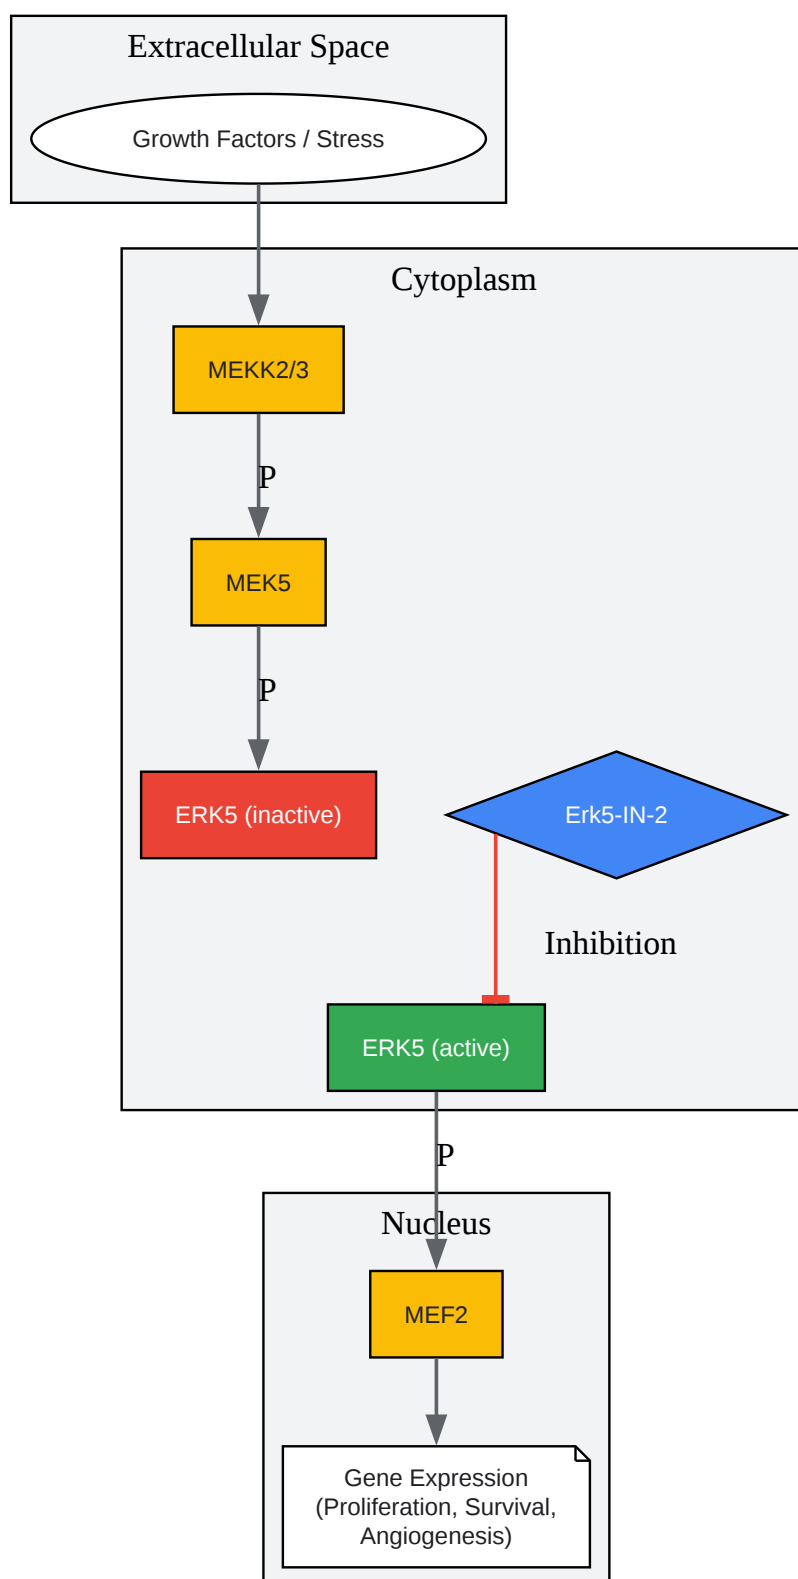 Extracellular Space
Growth Factors / Stress
Cytoplasm
MEKK2/3
P
MEK5
P
ERK5 (inactive)
Erk5-IN-2
Inhibition
ERK5 (active)
P
Nucleus
MEF2
Gene Expression
(Proliferation, Survival,
Angiogenesis)